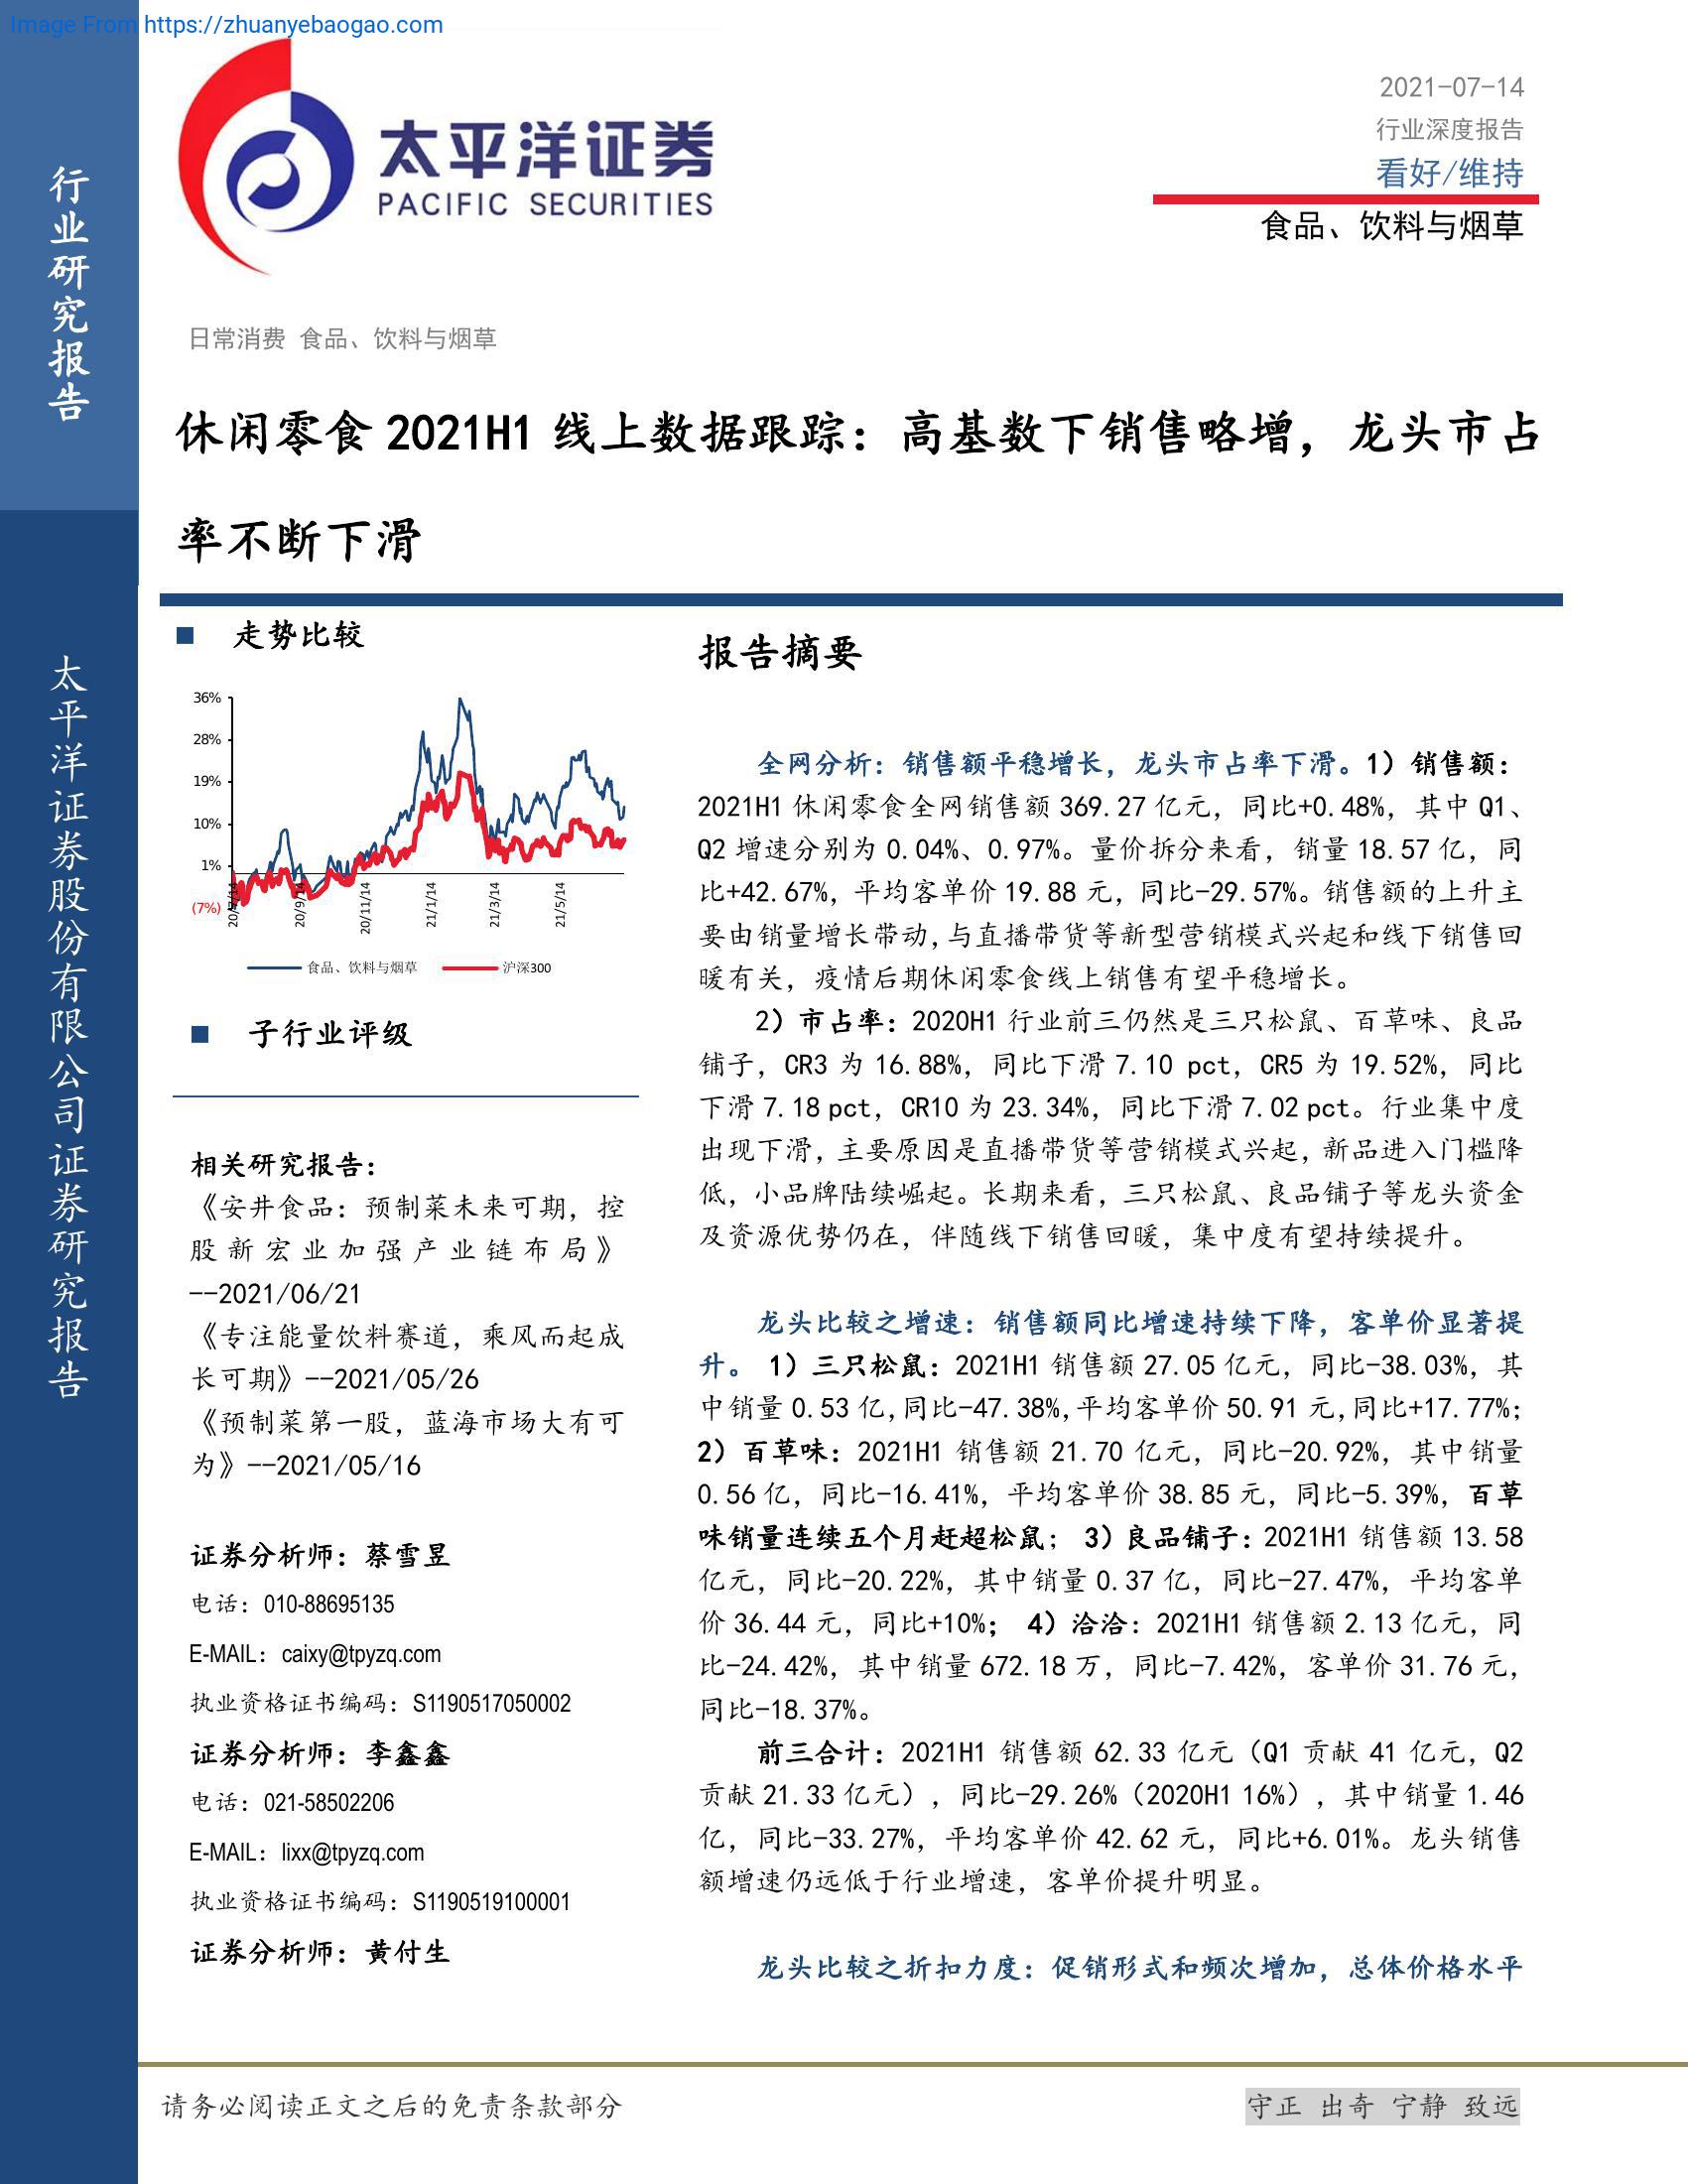 Image From https://zhuanyebaogao.com
行业研究报告
太平洋证券股份有限公司证券研究报告
太平洋证券
PACIFIC SECURITIES
2021-07-14
行业深度报告
看好/维持
食品、饮料与烟草
日常消费 食品、饮料与烟草
休闲零食 2021H1 线上数据跟踪：高基数下销售略增，龙头市占
率不断下滑
走势比较
36%
28%
19%
10%
1%
(7%)
20/7/14
20/9/14
20/11/14
21/1/14
21/3/14
21/5/14
食品、饮料与烟草
沪深300
子行业评级
相关研究报告：
《安井食品：预制菜未来可期，控
股新宏业加强产业链布局》
--2021/06/21
《专注能量饮料赛道，乘风而起成
长可期》--2021/05/26
《预制菜第一股，蓝海市场大有可
为》--2021/05/16
证券分析师：蔡雪昱
电话：010-88695135
E-MAIL：caixy@tpyzq.com
执业资格证书编码：S1190517050002
证券分析师：李鑫鑫
电话：021-58502206
E-MAIL：lixx@tpyzq.com
执业资格证书编码：S1190519100001
证券分析师：黄付生
报告摘要
全网分析：销售额平稳增长，龙头市占率下滑。1）销售额：
2021H1 休闲零食全网销售额 369.27 亿元，同比+0.48%，其中 Q1、
Q2 增速分别为 0.04%、0.97%。量价拆分来看，销量 18.57 亿，同
比+42.67%，平均客单价 19.88 元，同比-29.57%。销售额的上升主
要由销量增长带动，与直播带货等新型营销模式兴起和线下销售回
暖有关，疫情后期休闲零食线上销售有望平稳增长。
2）市占率：2020H1 行业前三仍然是三只松鼠、百草味、良品
铺子，CR3 为 16.88%，同比下滑 7.10 pct，CR5 为 19.52%，同比
下滑 7.18 pct，CR10 为 23.34%，同比下滑 7.02 pct。行业集中度
出现下滑，主要原因是直播带货等营销模式兴起，新品进入门槛降
低，小品牌陆续崛起。长期来看，三只松鼠、良品铺子等龙头资金
及资源优势仍在，伴随线下销售回暖，集中度有望持续提升。
龙头比较之增速：销售额同比增速持续下降，客单价显著提
升。 1）三只松鼠：2021H1 销售额 27.05 亿元，同比-38.03%，其
中销量 0.53 亿，同比-47.38%，平均客单价 50.91 元，同比+17.77%；
2）百草味：2021H1 销售额 21.70 亿元，同比-20.92%，其中销量
0.56 亿，同比-16.41%，平均客单价 38.85 元，同比-5.39%，百草
味销量连续五个月赶超松鼠； 3）良品铺子：2021H1 销售额 13.58
亿元，同比-20.22%，其中销量 0.37 亿，同比-27.47%，平均客单
价 36.44 元，同比+10%； 4）洽洽：2021H1 销售额 2.13 亿元，同
比-24.42%，其中销量 672.18 万，同比-7.42%，客单价 31.76 元，
同比-18.37%。
前三合计：2021H1 销售额 62.33 亿元（Q1 贡献 41 亿元，Q2
贡献 21.33 亿元），同比-29.26%（2020H1 16%），其中销量 1.46
亿，同比-33.27%，平均客单价 42.62 元，同比+6.01%。龙头销售
额增速仍远低于行业增速，客单价提升明显。
龙头比较之折扣力度：促销形式和频次增加，总体价格水平
请务必阅读正文之后的免责条款部分
守正 出奇 宁静 致远